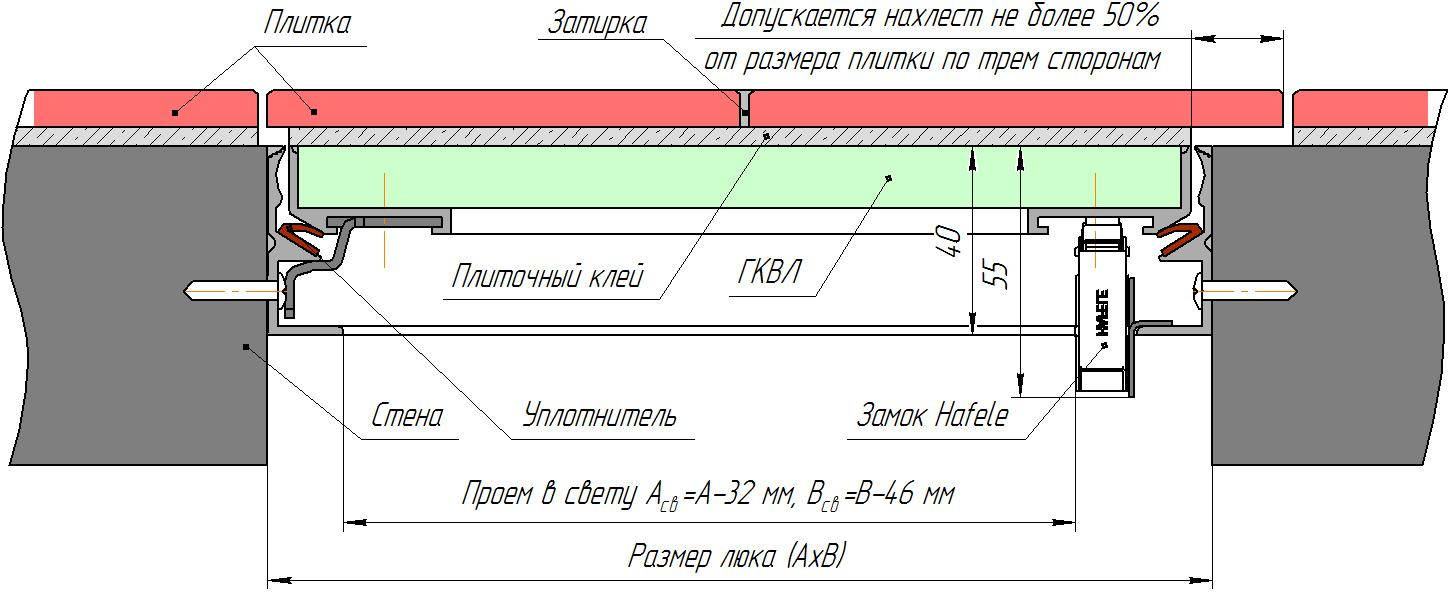 Плитка
Затирка
Допускается нахлест не более 50%
от размера плитки по трем сторонам
40
55
Плиточный клей
ГКВЛ
HAFELE
Стена
Уплотнитель
Замок Hafele
Проем в свету Aсв=A-32 мм, Bсв=B-46 мм
Размер люка (AxB)